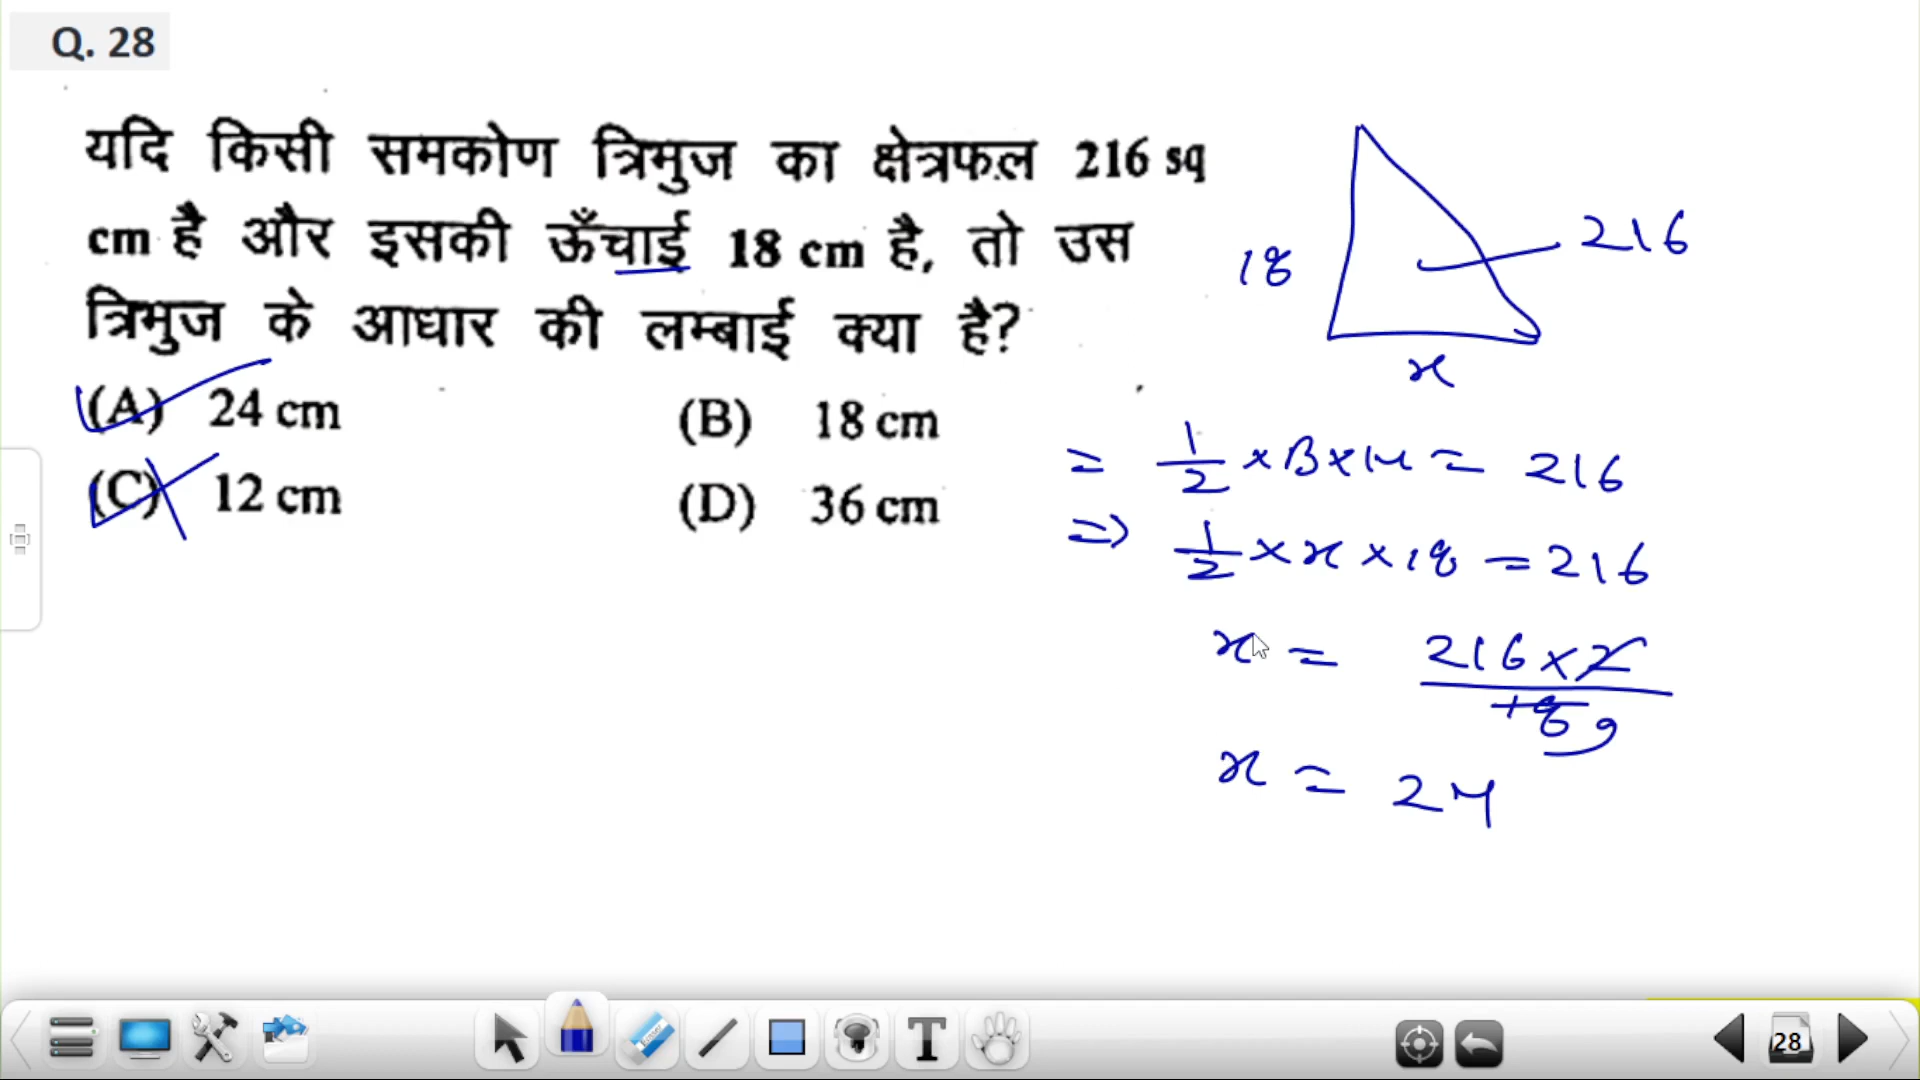 Q. 28
यदि किसी समकोण त्रिभुज का क्षेत्रफल 216 sq
cm है और इसकी ऊँचाई 18 cm है, तो उस
त्रिभुज के आधार की लम्बाई क्या है?
(A) 24 cm
(B) 18 cm
(C) 12 cm
(D) 36 cm
18
216
x
= 1/2 × B × H = 216
⇒ 1/2 × x × 18 = 216
x = 216 × 2 / 18 9
x = 24
T
28